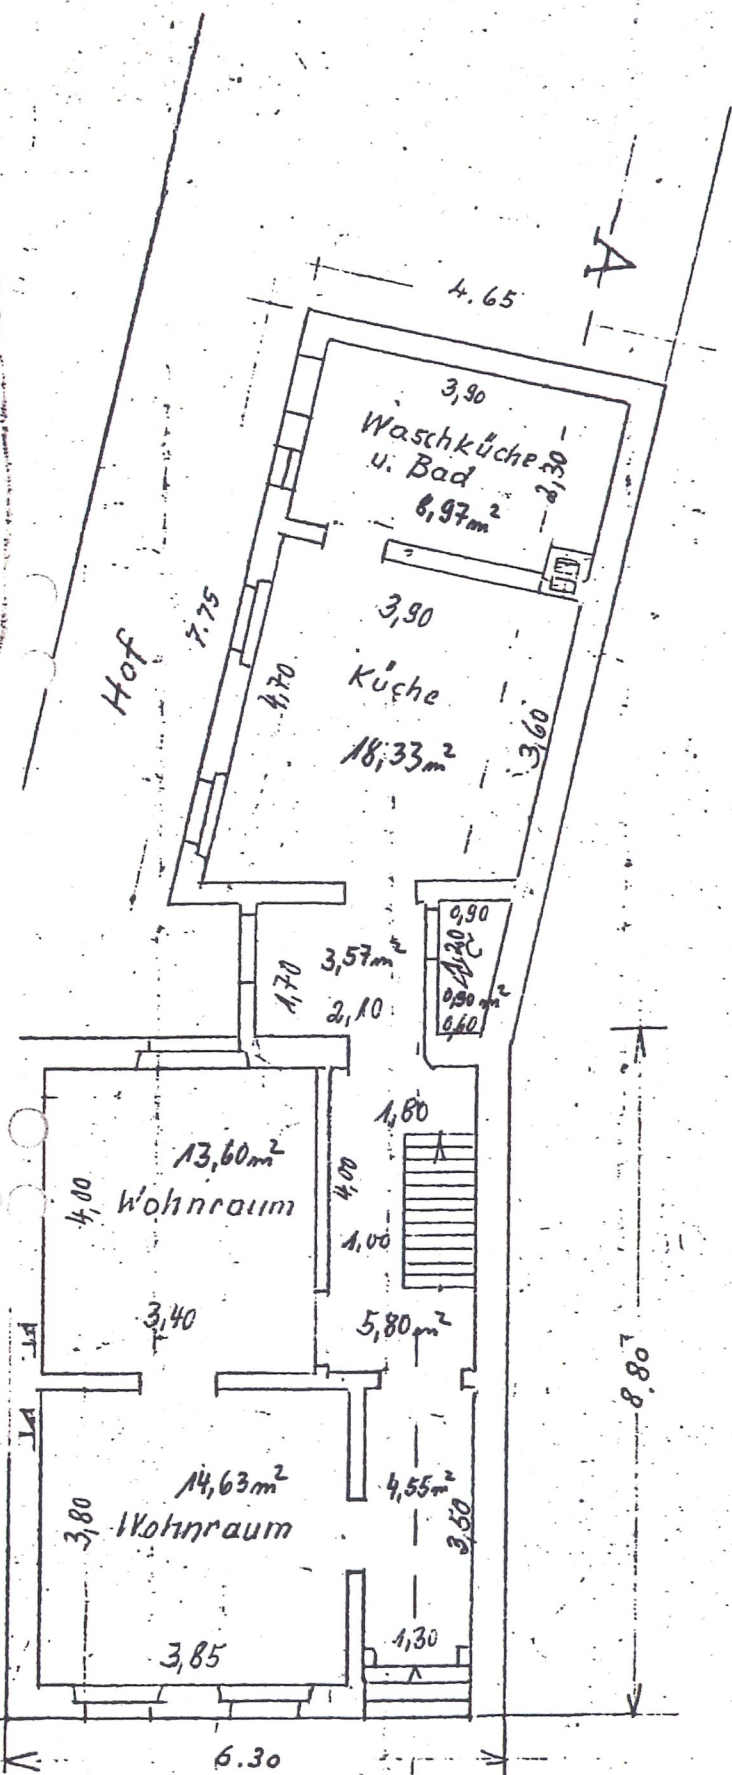 A
4.65
3,90
Waschküche
u. Bad
2,30
8,97m²
7.75
Hof
3,90
4,70
Küche
3,60
18,33m²
0,90
1,20
3,57m²
1,70
2,10
0,90m²
0,60
1,80
13,60m²
4,00
Wohnraum
4,00
1,00
3,40
5,80m²
8.80
14,63m²
4,55m²
3,80
Wohnraum
3,50
1,30
3,85
6.30